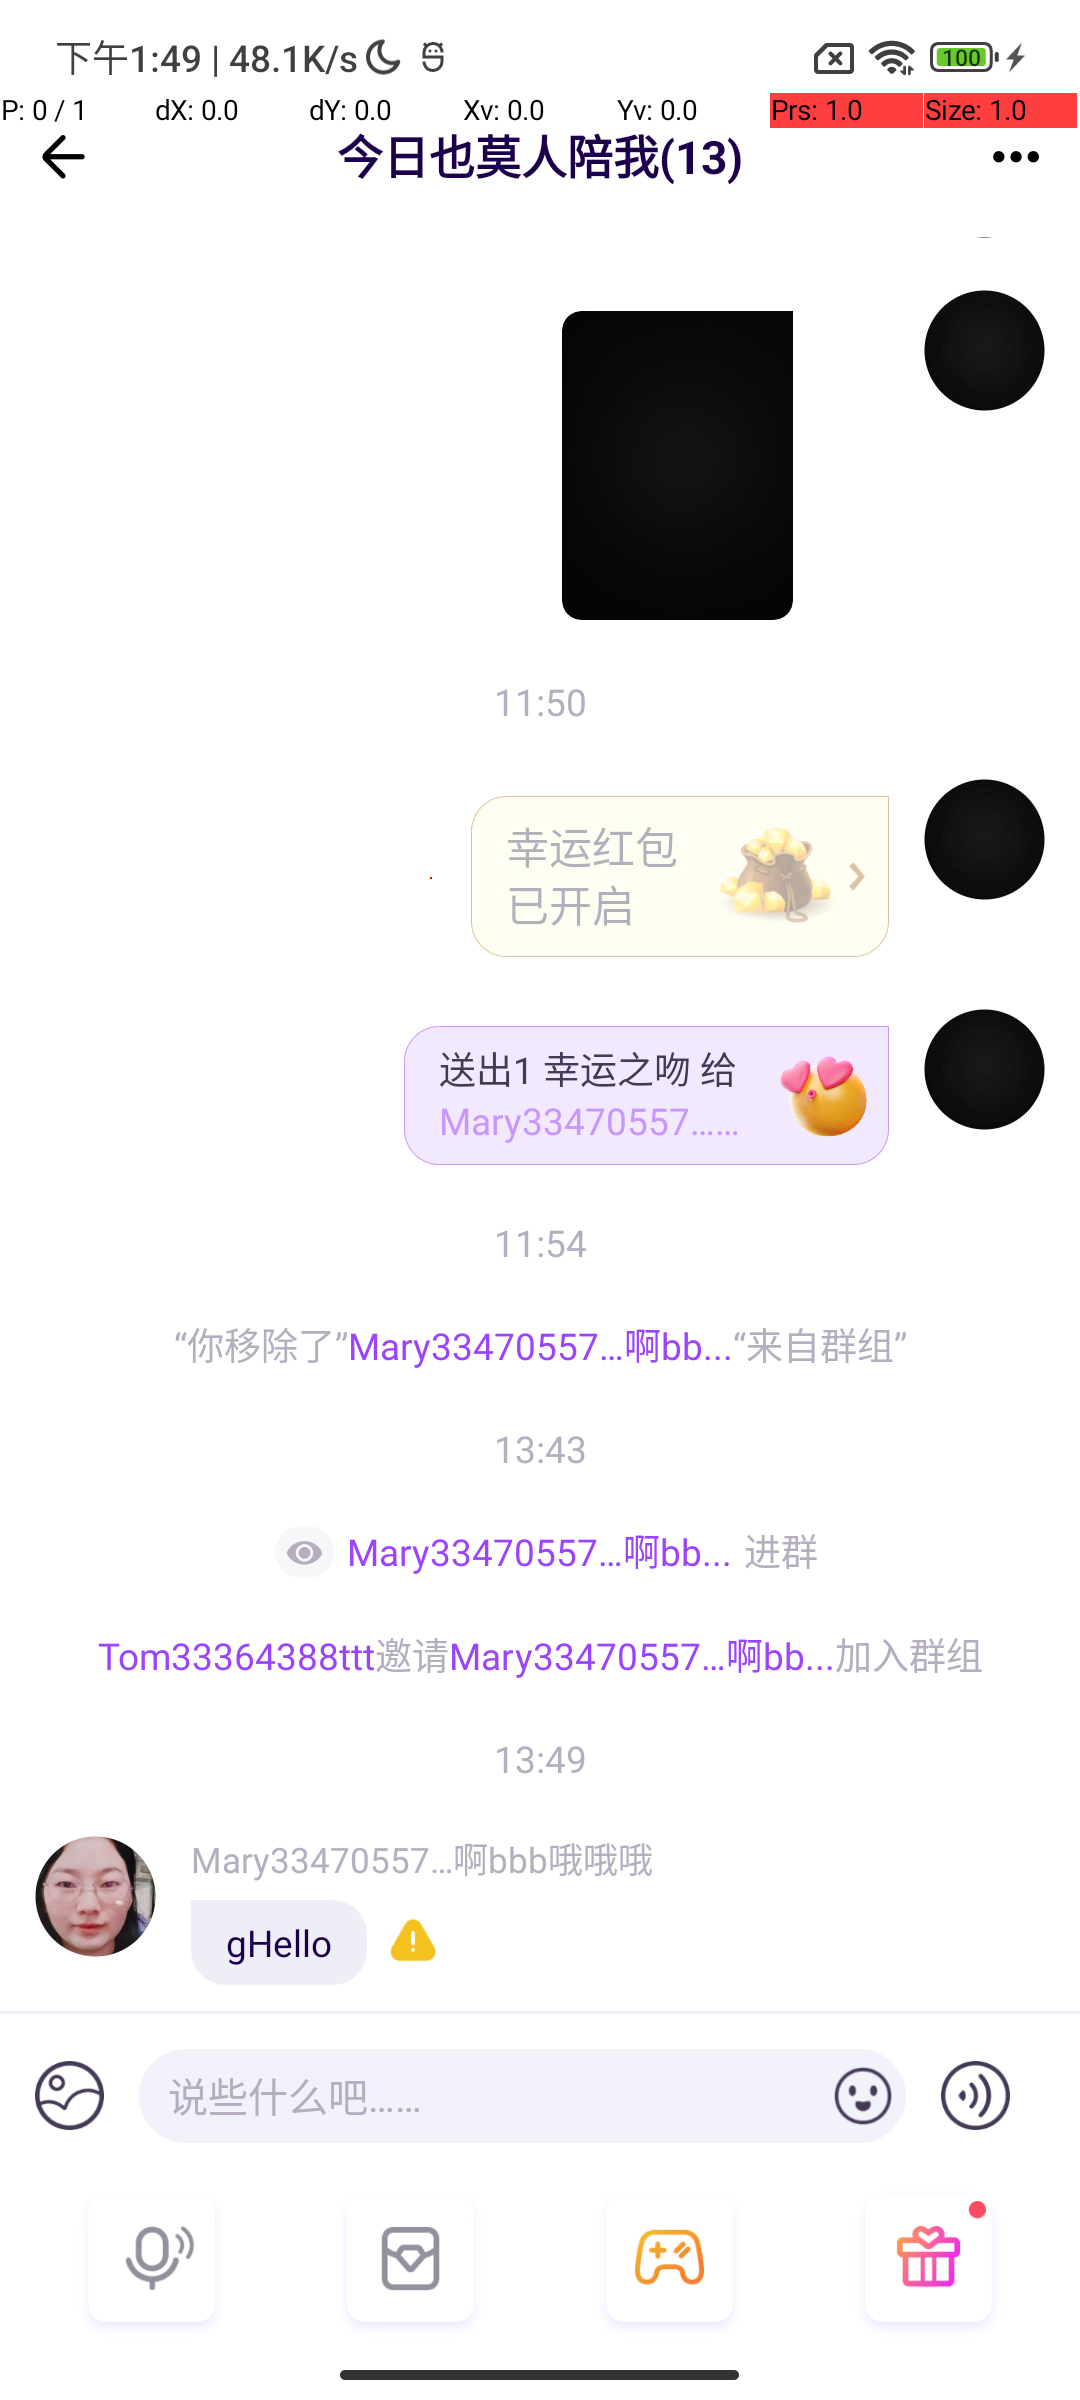 下午1:49 | 48.1K/s
100
P: 0 / 1 dX: 0.0 dY: 0.0 Xv: 0.0 Yv: 0.0 Prs: 1.0 Size: 1.0
今日也莫人陪我(13)
11:50
幸运红包
已开启
送出1 幸运之吻 给
Mary33470557......
11:54
“你移除了”Mary33470557...啊bb...“来自群组”
13:43
Mary33470557...啊bb... 进群
Tom33364388ttt邀请Mary33470557...啊bb...加入群组
13:49
Mary33470557...啊bbb哦哦哦
gHello
说些什么吧......